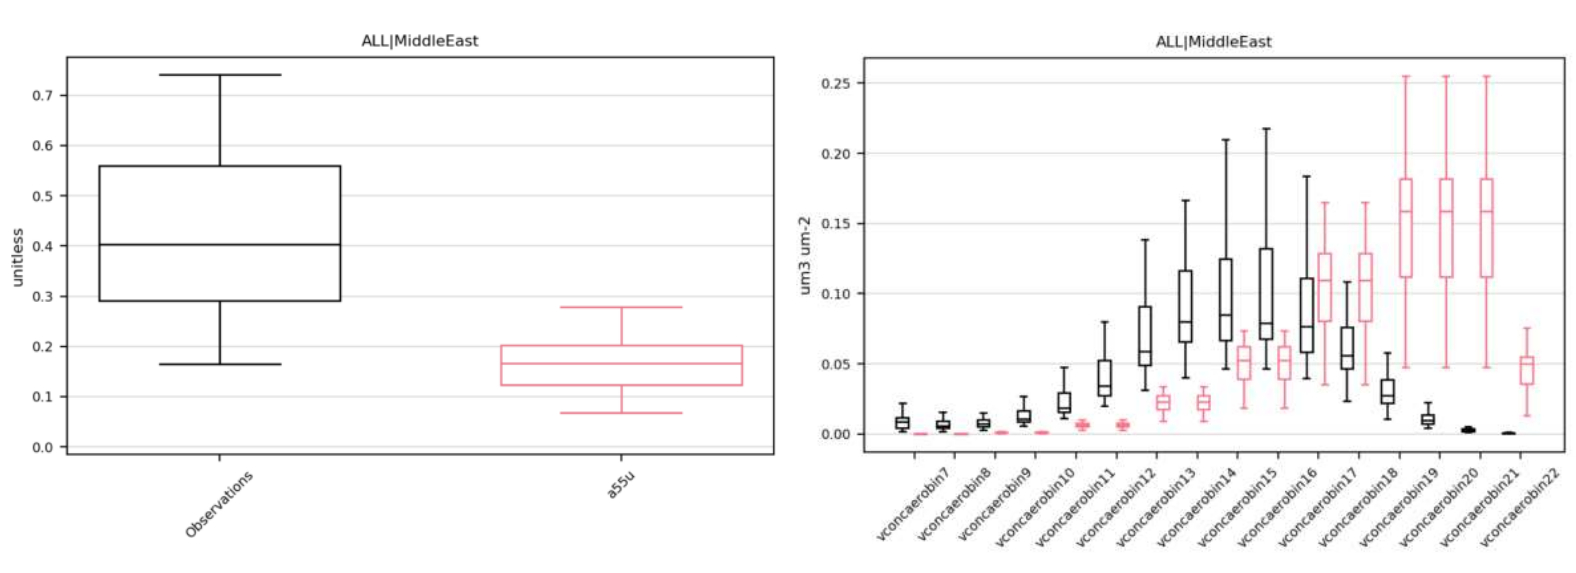 ALL|MiddleEast
unitless
0.7
0.6
0.5
0.4
0.3
0.2
0.1
0.0
Observations
a55u
ALL|MiddleEast
um3 um-2
0.25
0.20
0.15
0.10
0.05
0.00
vconcaerobin7
vconcaerobin8
vconcaerobin9
vconcaerobin10
vconcaerobin11
vconcaerobin12
vconcaerobin13
vconcaerobin14
vconcaerobin15
vconcaerobin16
vconcaerobin17
vconcaerobin18
vconcaerobin19
vconcaerobin20
vconcaerobin21
vconcaerobin22